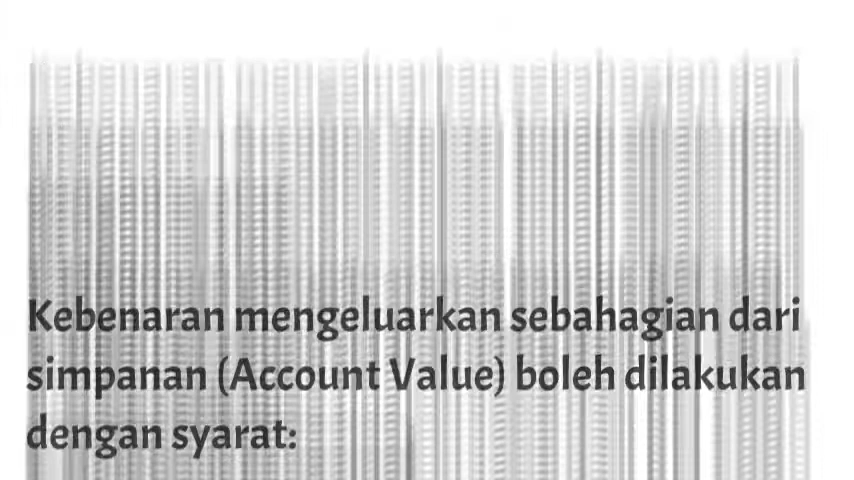 Kebenaran mengeluarkan sebahagian dari
simpanan (Account Value) boleh dilakukan
dengan syarat: